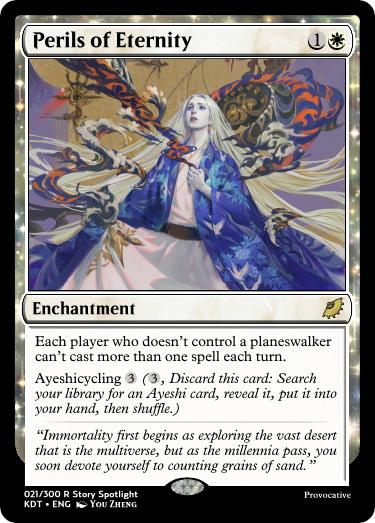 Perils of Eternity 1
Enchantment
Each player who doesn't control a planeswalker
can't cast more than one spell each turn.
Ayeshicycling 3 (3, Discard this card: Search
your library for an Ayeshi card, reveal it, put it into
your hand, then shuffle.)
"Immortality first begins as exploring the vast desert
that is the multiverse, but as the millennia pass, you
soon devote yourself to counting grains of sand."
021/300 R Story Spotlight
KDT • ENG You Zheng
Provocative